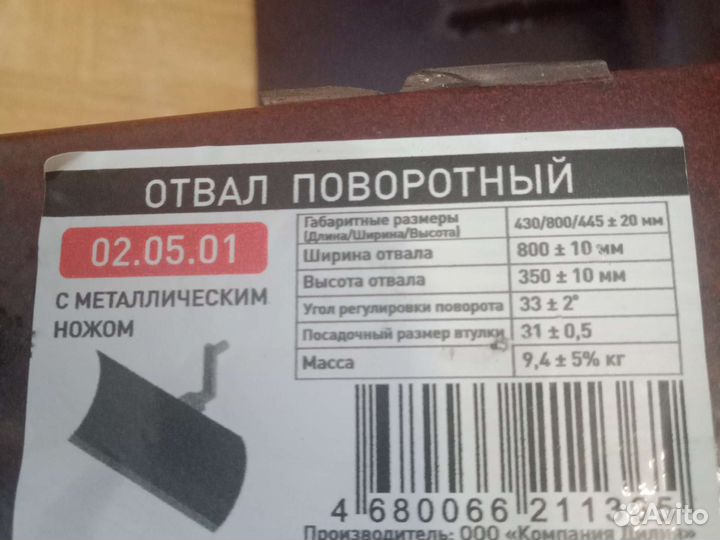 ОТВАЛ ПОВОРОТНЫЙ
02.05.01
С МЕТАЛЛИЧЕСКИМ
НОЖОМ
Габаритные размеры
(Длина/Ширина/Высота)
430/800/445 ± 20 мм
Ширина отвала
800 ± 10 мм
Высота отвала
350 ± 10 мм
Угол регулировки поворота
33 ± 2°
Посадочный размер втулки
31 ± 0,5
Масса
9,4 ± 5% кг
4 680066
Производитель: ООО «Компания
Avito